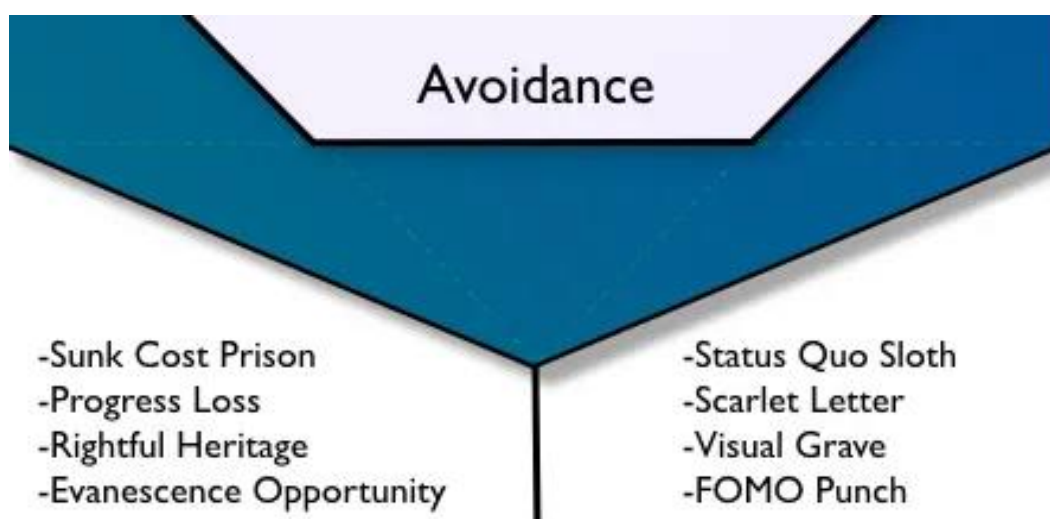 Avoidance
-Sunk Cost Prison
-Progress Loss
-Rightful Heritage
-Evanescence Opportunity
-Status Quo Sloth
-Scarlet Letter
-Visual Grave
-FOMO Punch